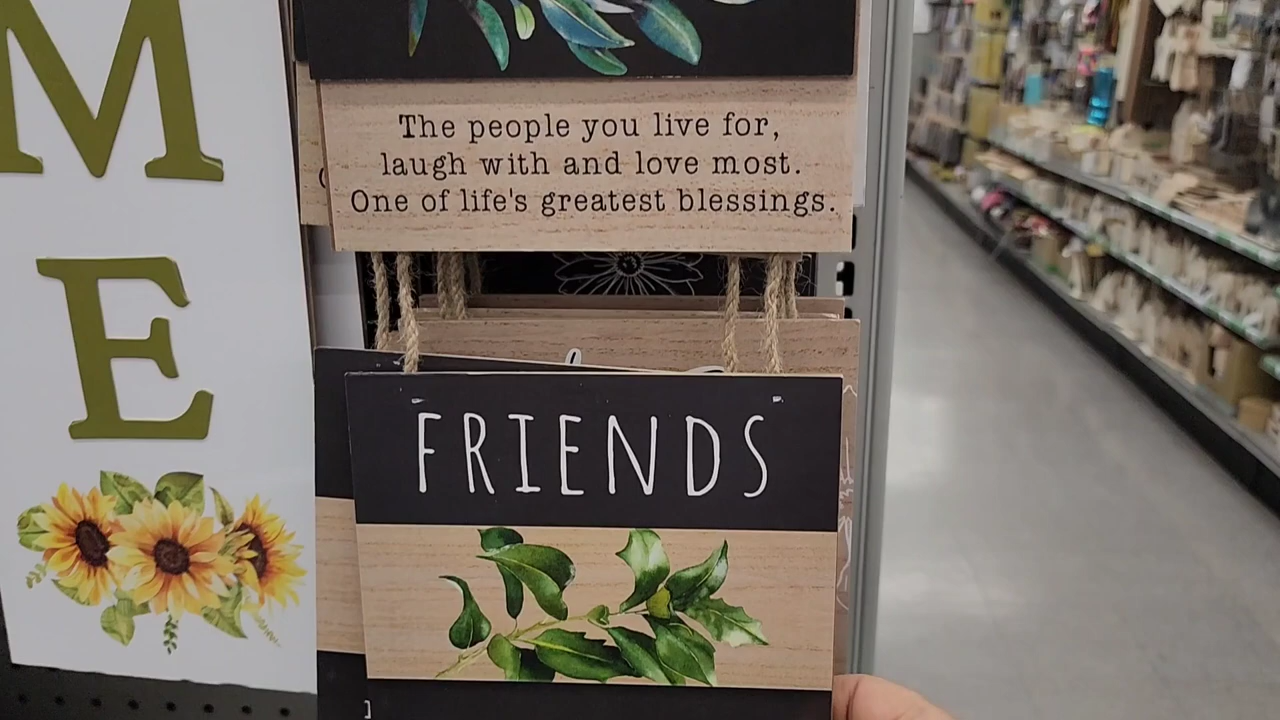 M
E
The people you live for,
laugh with and love most.
One of life's greatest blessings.
FRIENDS